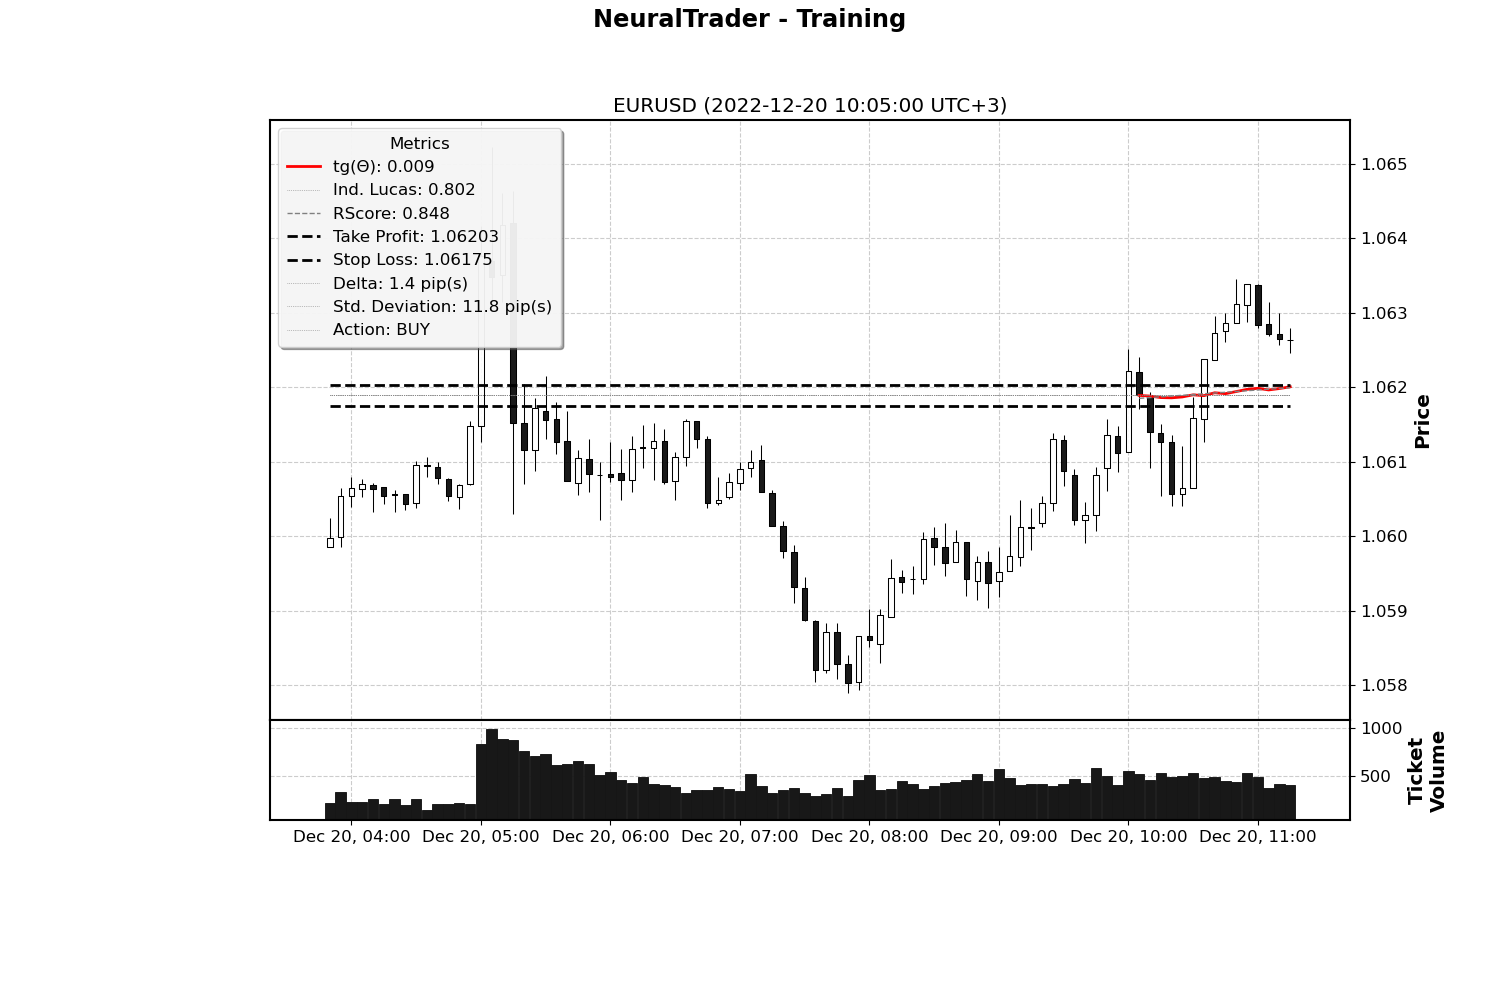 NeuralTrader - Training
EURUSD (2022-12-20 10:05:00 UTC+3)
Metrics
tg(Θ): 0.009
Ind. Lucas: 0.802
RScore: 0.848
Take Profit: 1.06203
Stop Loss: 1.06175
Delta: 1.4 pip(s)
Std. Deviation: 11.8 pip(s)
Action: BUY
1.065
1.064
1.063
1.062
1.061
1.060
1.059
1.058
Price
1000
500
Ticket
Volume
Dec 20, 04:00 Dec 20, 05:00 Dec 20, 06:00 Dec 20, 07:00 Dec 20, 08:00 Dec 20, 09:00 Dec 20, 10:00 Dec 20, 11:00